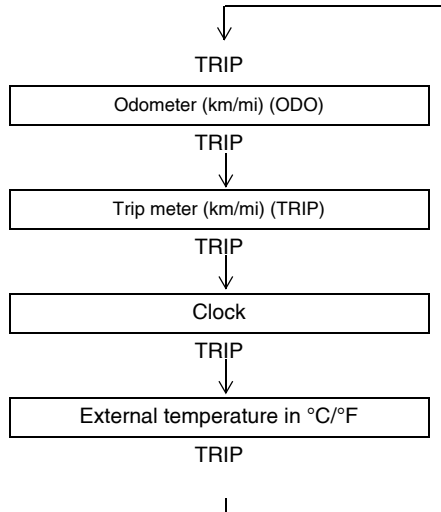 TRIP
Odometer (km/mi) (ODO)
TRIP
Trip meter (km/mi) (TRIP)
TRIP
Clock
TRIP
External temperature in °C/°F
TRIP